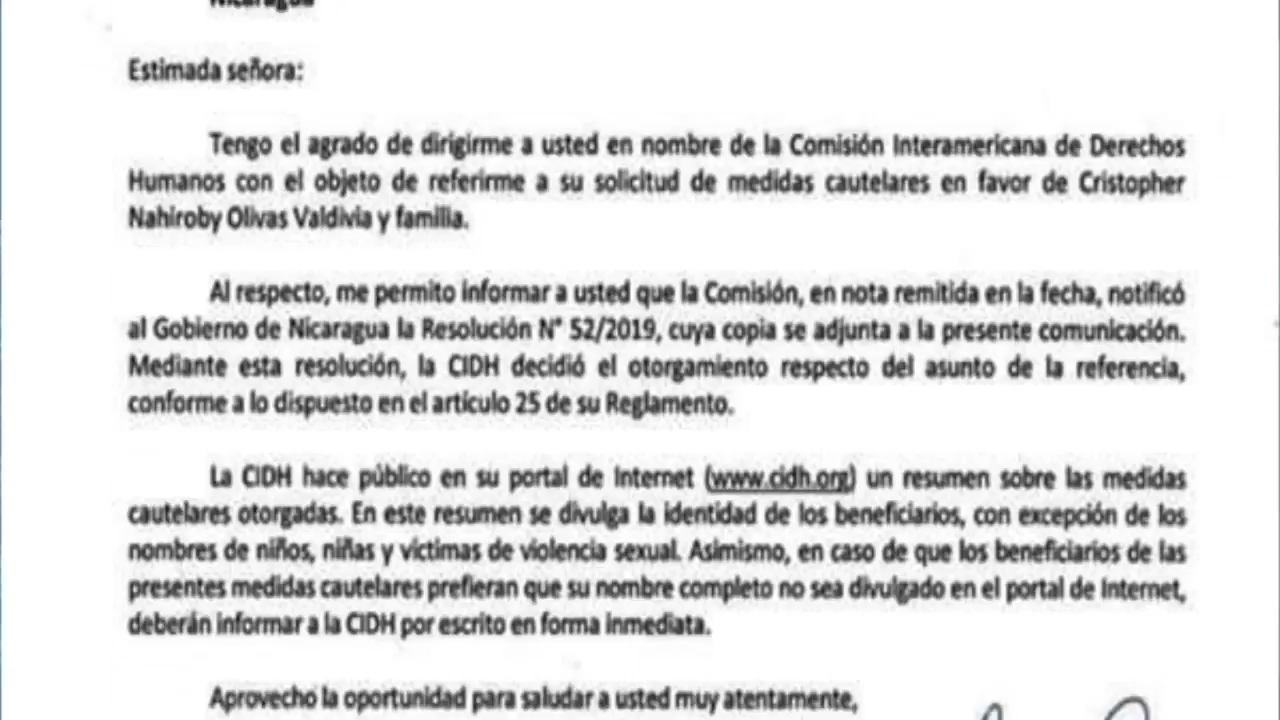 Nicaragua
Estimada señora:
Tengo el agrado de dirigirme a usted en nombre de la Comisión Interamericana de Derechos
Humanos con el objeto de referirme a su solicitud de medidas cautelares en favor de Cristopher
Nahiroby Olivas Valdivia y familia.
Al respecto, me permito informar a usted que la Comisión, en nota remitida en la fecha, notificó
al Gobierno de Nicaragua la Resolución N° 52/2019, cuya copia se adjunta a la presente comunicación.
Mediante esta resolución, la CIDH decidió el otorgamiento respecto del asunto de la referencia,
conforme a lo dispuesto en el artículo 25 de su Reglamento.
La CIDH hace público en su portal de Internet (www.cidh.org) un resumen sobre las medidas
cautelares otorgadas. En este resumen se divulga la identidad de los beneficiarios, con excepción de los
nombres de niños, niñas y víctimas de violencia sexual. Asimismo, en caso de que los beneficiarios de las
presentes medidas cautelares prefieran que su nombre completo no sea divulgado en el portal de Internet,
deberán informar a la CIDH por escrito en forma inmediata.
Aprovecho la oportunidad para saludar a usted muy atentamente,